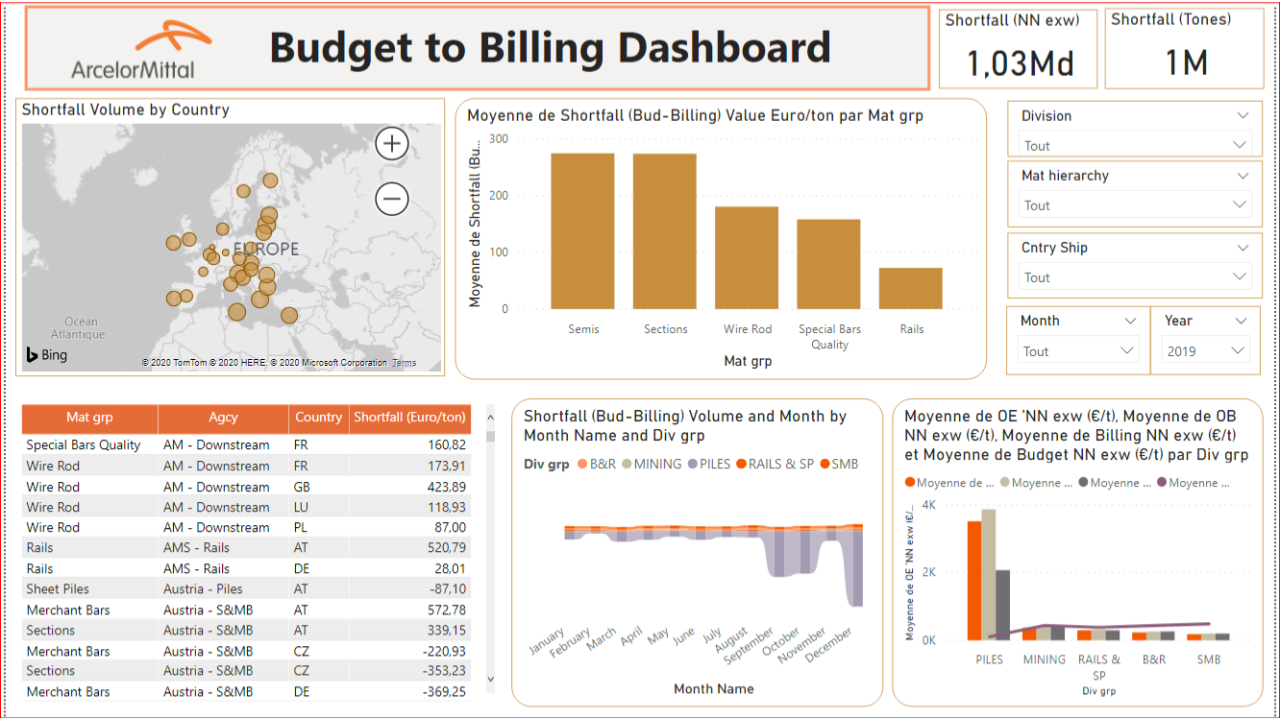 ArcelorMittal
Budget to Billing Dashboard
Shortfall (NN exw)
1,03Md
Shortfall (Tones)
1M
Shortfall Volume by Country
EUROPE
Océan
Atlantique
Bing
© 2020 TomTom © 2020 HERE, © 2020 Microsoft Corporation Terms
Moyenne de Shortfall (Bud-Billing) Value Euro/ton par Mat grp
Moyenne de Shortfall (Bu...
300
200
100
0
Semis
Sections
Wire Rod
Special Bars
Quality
Rails
Mat grp
Division
Tout
Mat hierarchy
Tout
Cntry Ship
Tout
Month
Tout
Year
2019
Mat grp Agcy Country Shortfall (Euro/ton)
Special Bars Quality AM - Downstream FR 160,82
Wire Rod AM - Downstream FR 173,91
Wire Rod AM - Downstream GB 423,89
Wire Rod AM - Downstream LU 118,93
Wire Rod AM - Downstream PL 87,00
Rails AMS - Rails AT 520,79
Rails AMS - Rails DE 28,01
Sheet Piles Austria - Piles AT -87,10
Merchant Bars Austria - S&MB AT 572,78
Sections Austria - S&MB AT 339,15
Merchant Bars Austria - S&MB CZ -220,93
Sections Austria - S&MB CZ -353,23
Merchant Bars Austria - S&MB DE -369,25
Shortfall (Bud-Billing) Volume and Month by
Month Name and Div grp
Div grp B&R MINING PILES RAILS & SP SMB
January
February
March
April
May
June
July
August
September
October
November
December
Month Name
Moyenne de OE 'NN exw (€/t), Moyenne de OB
NN exw (€/t), Moyenne de Billing NN exw (€/t)
et Moyenne de Budget NN exw (€/t) par Div grp
Moyenne de ... Moyenne ... Moyenne ... Moyenne ...
Moyenne de OE 'NN exw (€/...
4K
2K
0K
PILES
MINING
RAILS &
SP
B&R
SMB
Div grp